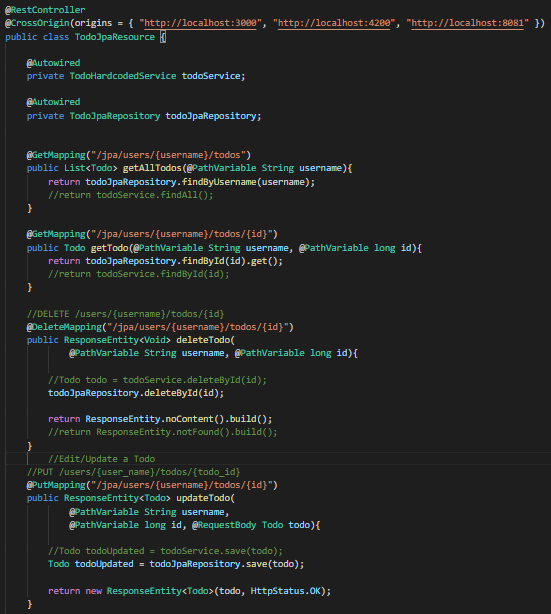 @RestController
@CrossOrigin(origins = { "http://localhost:3000", "http://localhost:4200", "http://localhost:8081" })
public class TodoJpaResource {
@Autowired
private TodoHardcodedService todoService;
@Autowired
private TodoJpaRepository todoJpaRepository;
@GetMapping("/jpa/users/{username}/todos")
public List<Todo> getAllTodos(@PathVariable String username){
return todoJpaRepository.findByUsername(username);
//return todoService.findAll();
}
@GetMapping("/jpa/users/{username}/todos/{id}")
public Todo getTodo(@PathVariable String username, @PathVariable long id){
return todoJpaRepository.findById(id).get();
//return todoService.findById(id);
}
//DELETE /users/{username}/todos/{id}
@DeleteMapping("/jpa/users/{username}/todos/{id}")
public ResponseEntity<Void> deleteTodo(
@PathVariable String username, @PathVariable long id){
//Todo todo = todoService.deleteById(id);
todoJpaRepository.deleteById(id);
return ResponseEntity.noContent().build();
//return ResponseEntity.notFound().build();
}
//Edit/Update a Todo
//PUT /users/{user_name}/todos/{todo_id}
@PutMapping("/jpa/users/{username}/todos/{id}")
public ResponseEntity<Todo> updateTodo(
@PathVariable String username,
@PathVariable long id, @RequestBody Todo todo){
//Todo todoUpdated = todoService.save(todo);
Todo todoUpdated = todoJpaRepository.save(todo);
return new ResponseEntity<Todo>(todo, HttpStatus.OK);
}